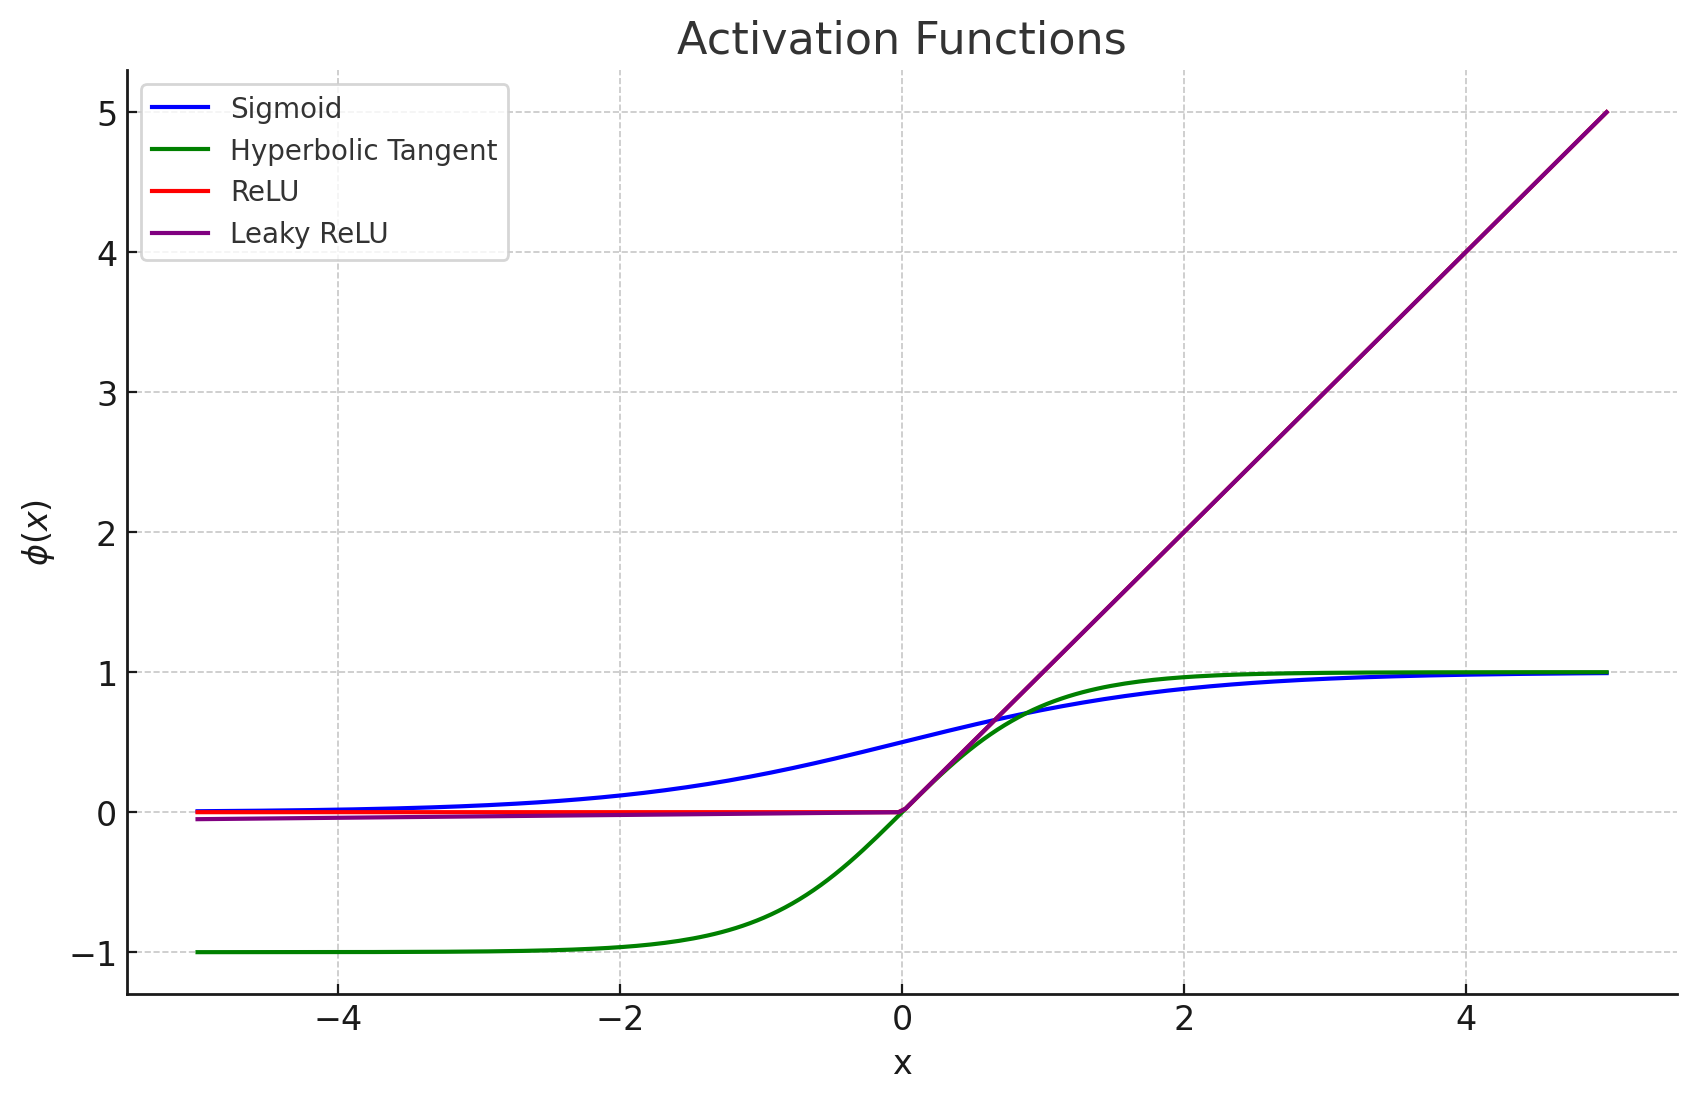 Activation Functions
Sigmoid
Hyperbolic Tangent
ReLU
Leaky ReLU
5
4
3
2
1
0
−1
ϕ(x)
−4 −2 0 2 4
x